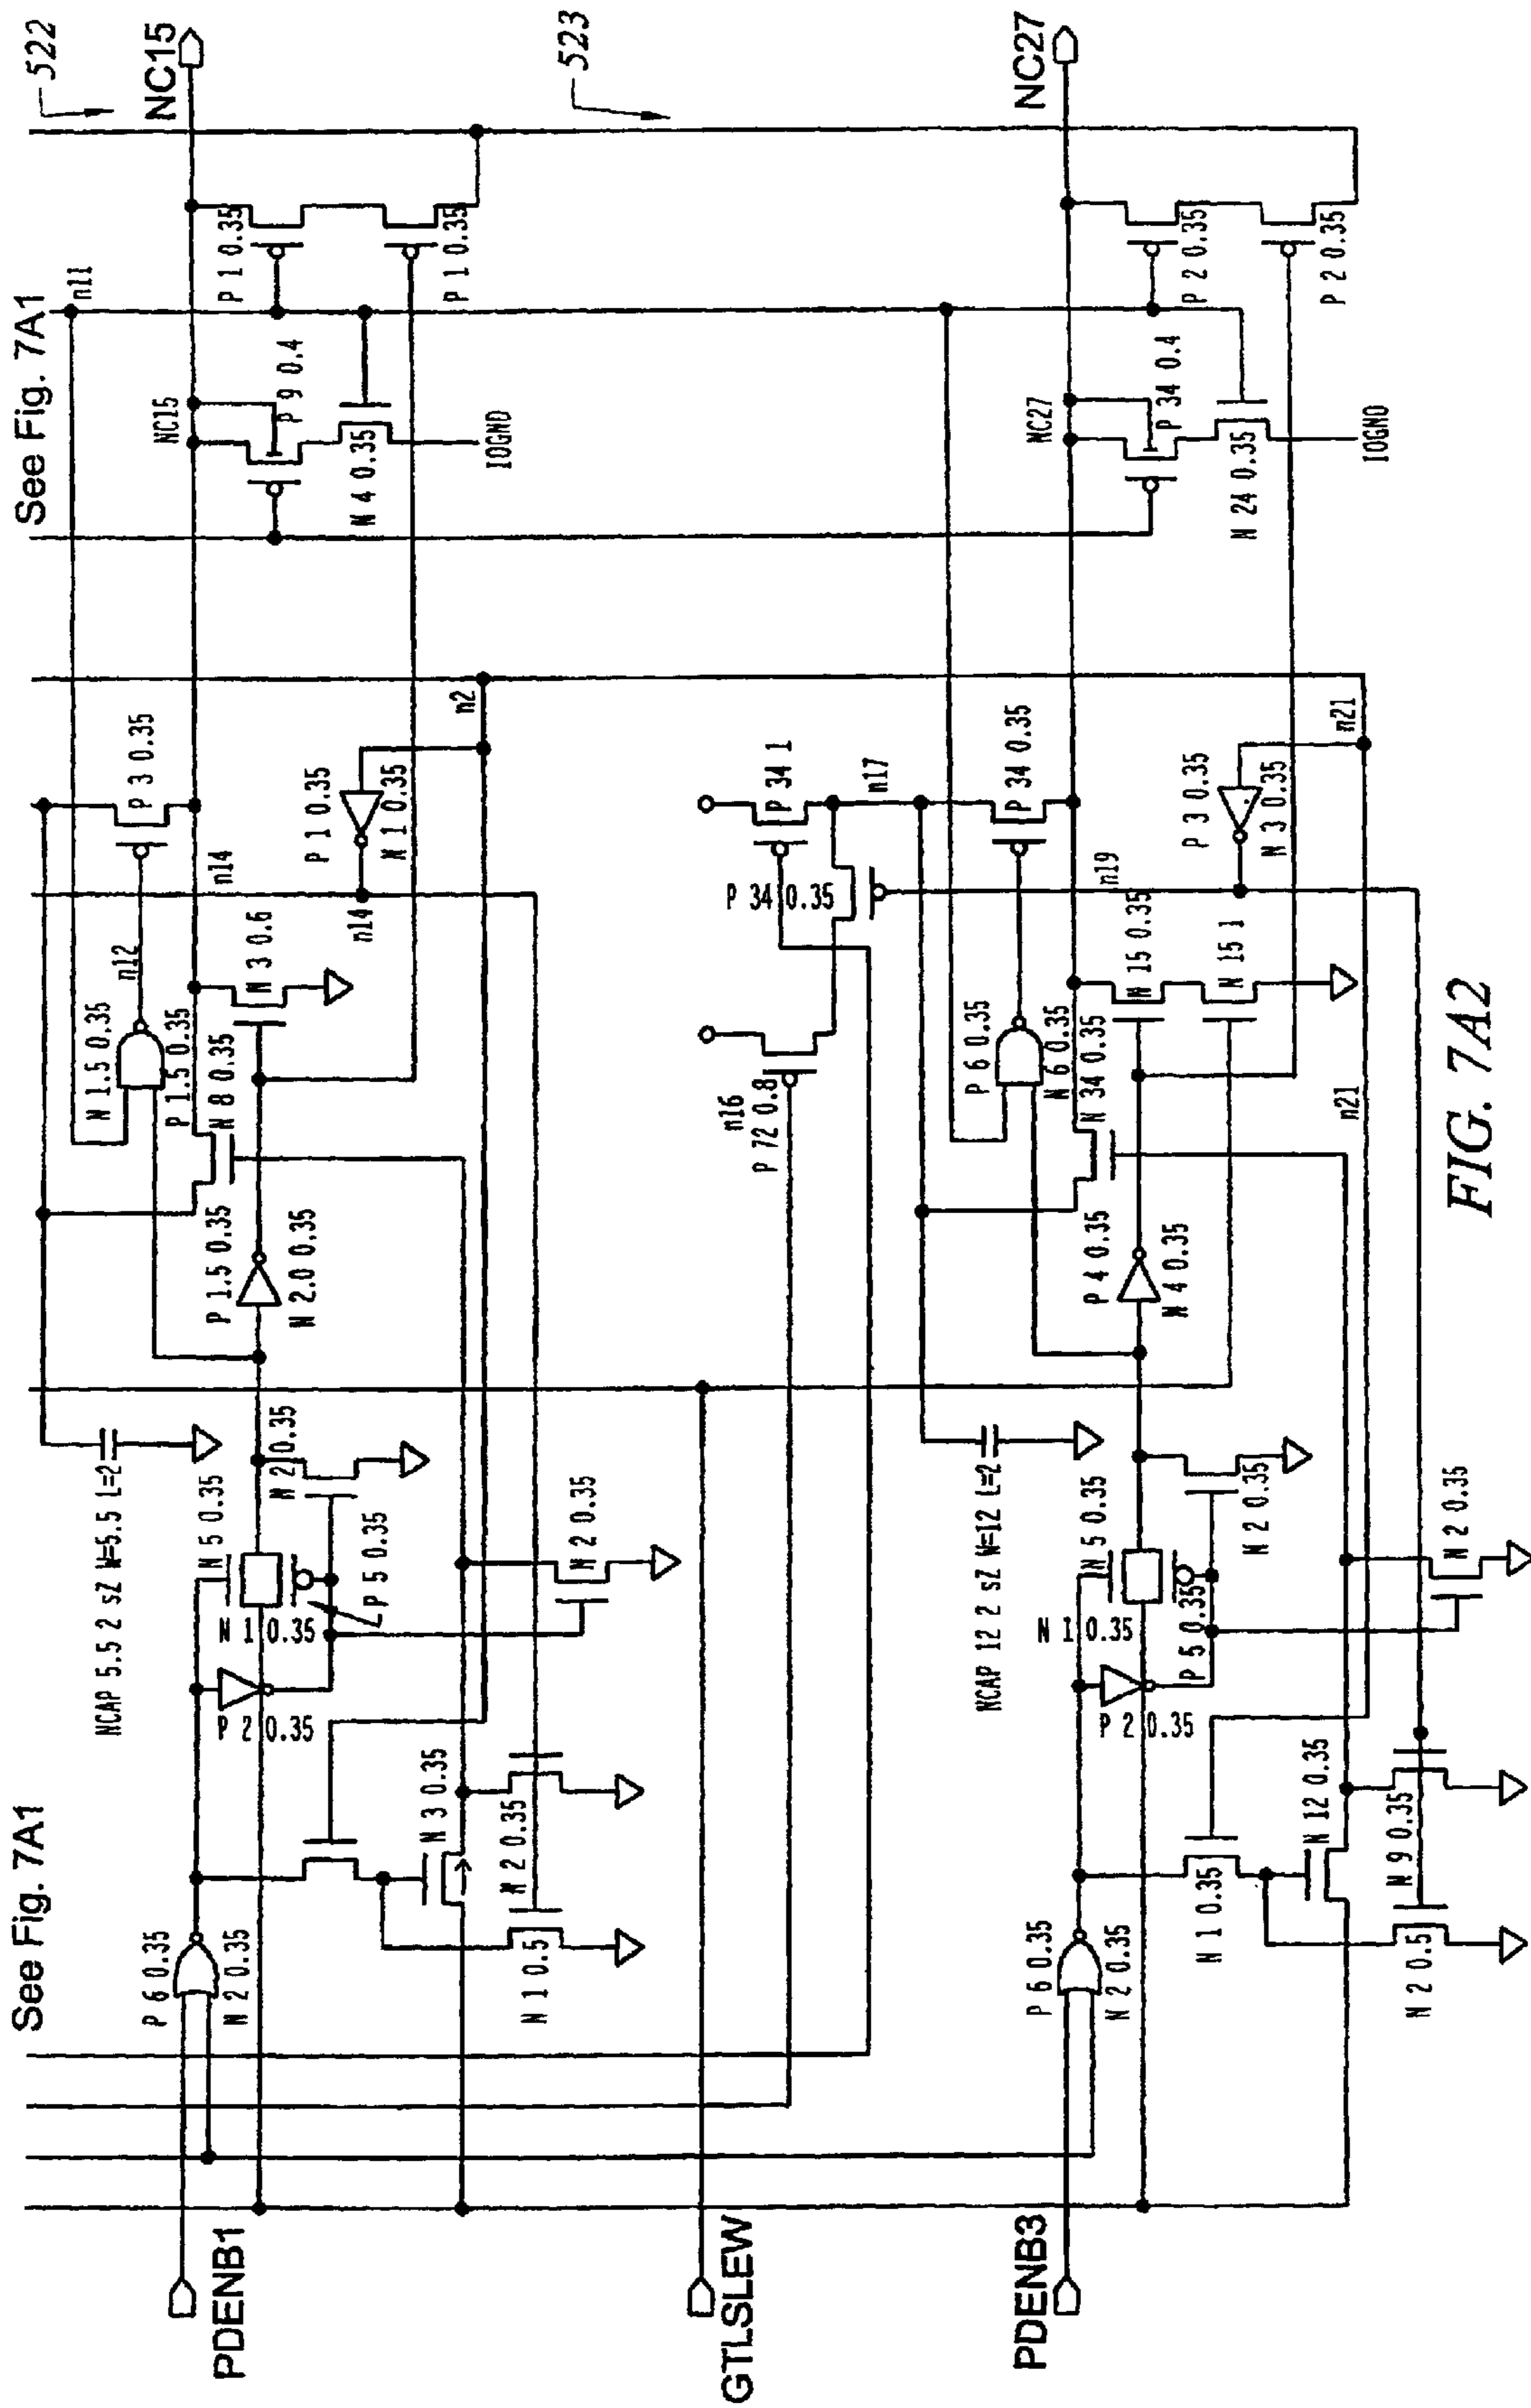 See Fig. 7A1
See Fig. 7A1
522
523
PDENB1
GTLSLEW
PDENB3
NC15
NC27
P 6 0.35
N 2 0.35
N 1 0.5
N 3 0.35
N 2 0.35
P 2 0.35
N 1 0.35
N 5 0.35
P 5 0.35
N 2 0.35
N 2 0.35
NCAP 5.5 2 sZ W=5.5 L=2
P 1.5 0.35
N 2.0 0.35
N 1.5 0.35
P 1.5 0.35
N 8 0.35
n12
N 3 0.6
P 3 0.35
n14
n14
P 1 0.35
N 1 0.35
n2
n11
NC15
P 9 0.4
N 4 0.35
IOGND
P 1 0.35
P 1 0.35
n16
P 72 0.8
P 34 0.35
P 34 1
n17
P 6 0.35
N 2 0.35
N 1 0.35
N 2 0.5
N 12 0.35
N 9 0.35
P 2 0.35
N 1 0.35
N 5 0.35
P 5 0.35
N 2 0.35
N 2 0.35
NCAP 12 2 sZ W=12 L=2
P 4 0.35
N 4 0.35
P 6 0.35
N 6 0.35
N 34 0.35
P 34 0.35
N 15 0.35
N 15 1
n19
P 3 0.35
N 3 0.35
n21
n21
NC27
P 34 0.4
N 24 0.35
IOGND
P 2 0.35
P 2 0.35
FIG. 7A2